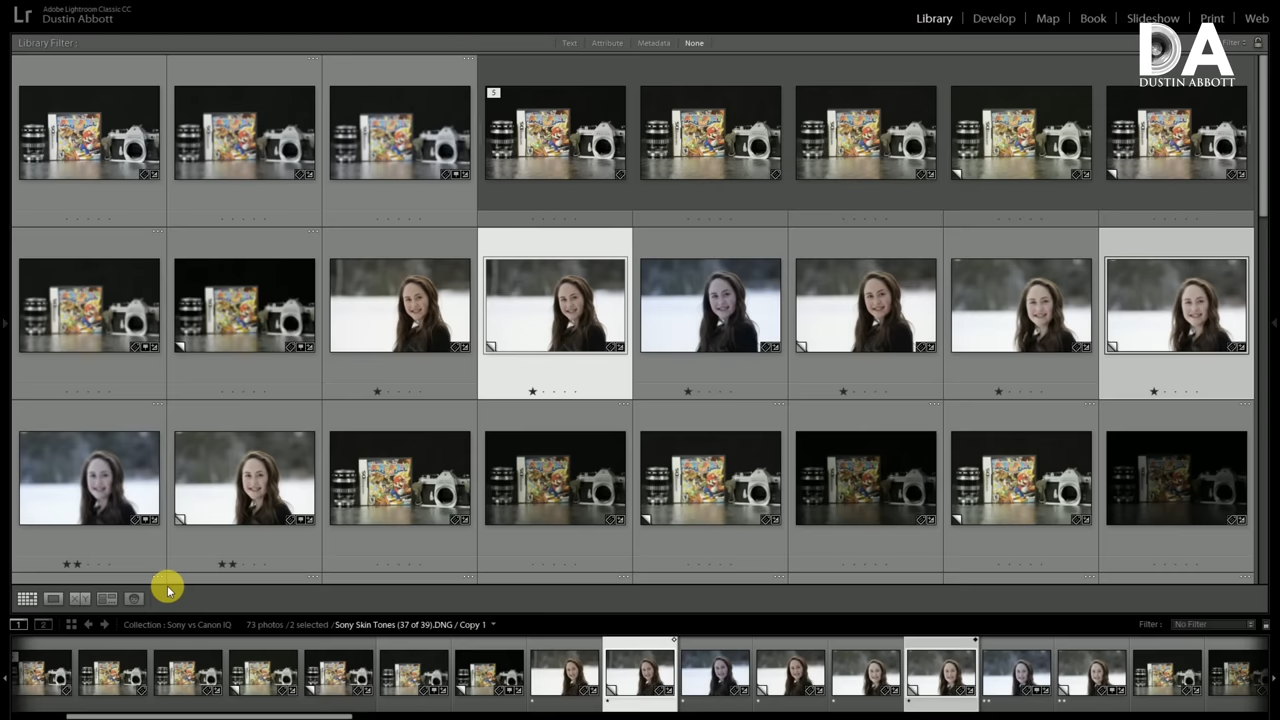 Lr
Adobe Lightroom Classic CC
Dustin Abbott
Library | Develop | Map | Book | Slideshow | Print | Web
Library Filter :
Text Attribute Metadata None
DA
DUSTIN ABBOTT
5
X Y
1 2
Collection : Sony vs Canon IQ
73 photos / 2 selected / Sony Skin Tones (37 of 39).DNG / Copy 1
Filter : No Filter